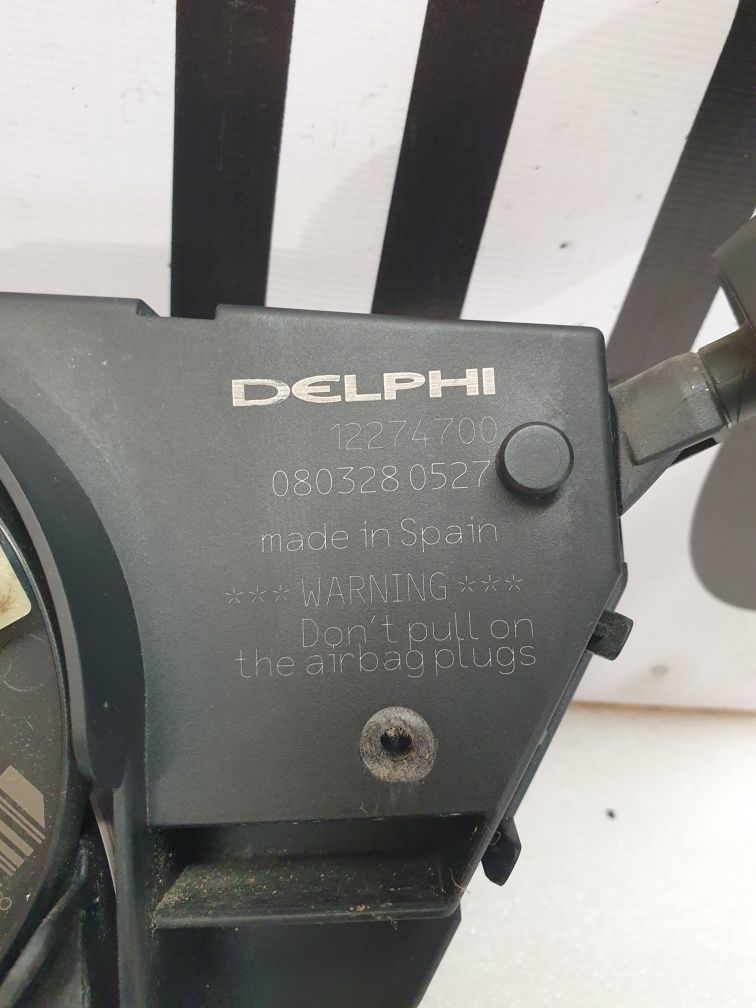 DELPHI
12274700
080328 0527
made in Spain
*** WARNING ***
Don't pull on
the airbag plugs